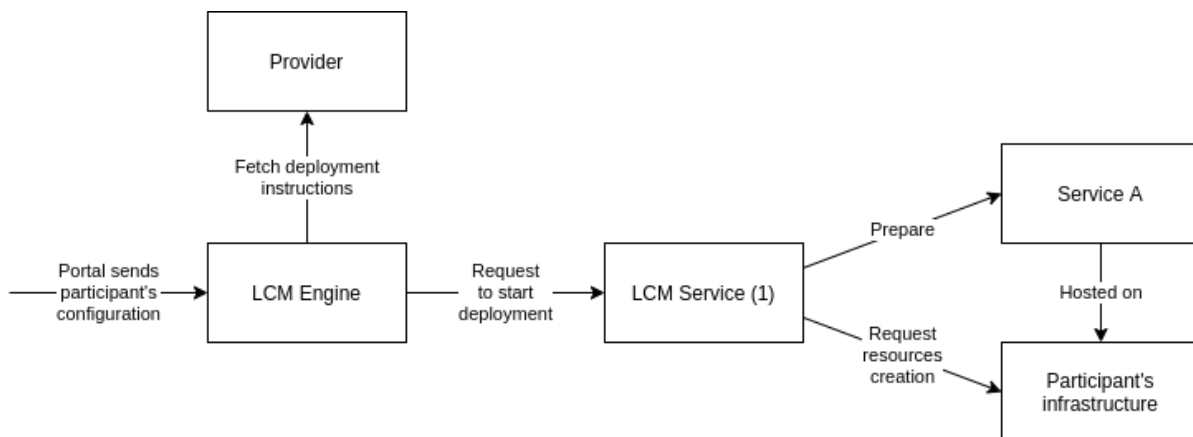 Provider
Fetch deployment
instructions
Portal sends
participant's
configuration
LCM Engine
Request
to start
deployment
LCM Service (1)
Prepare
Service A
Hosted on
Request
resources
creation
Participant's
infrastructure